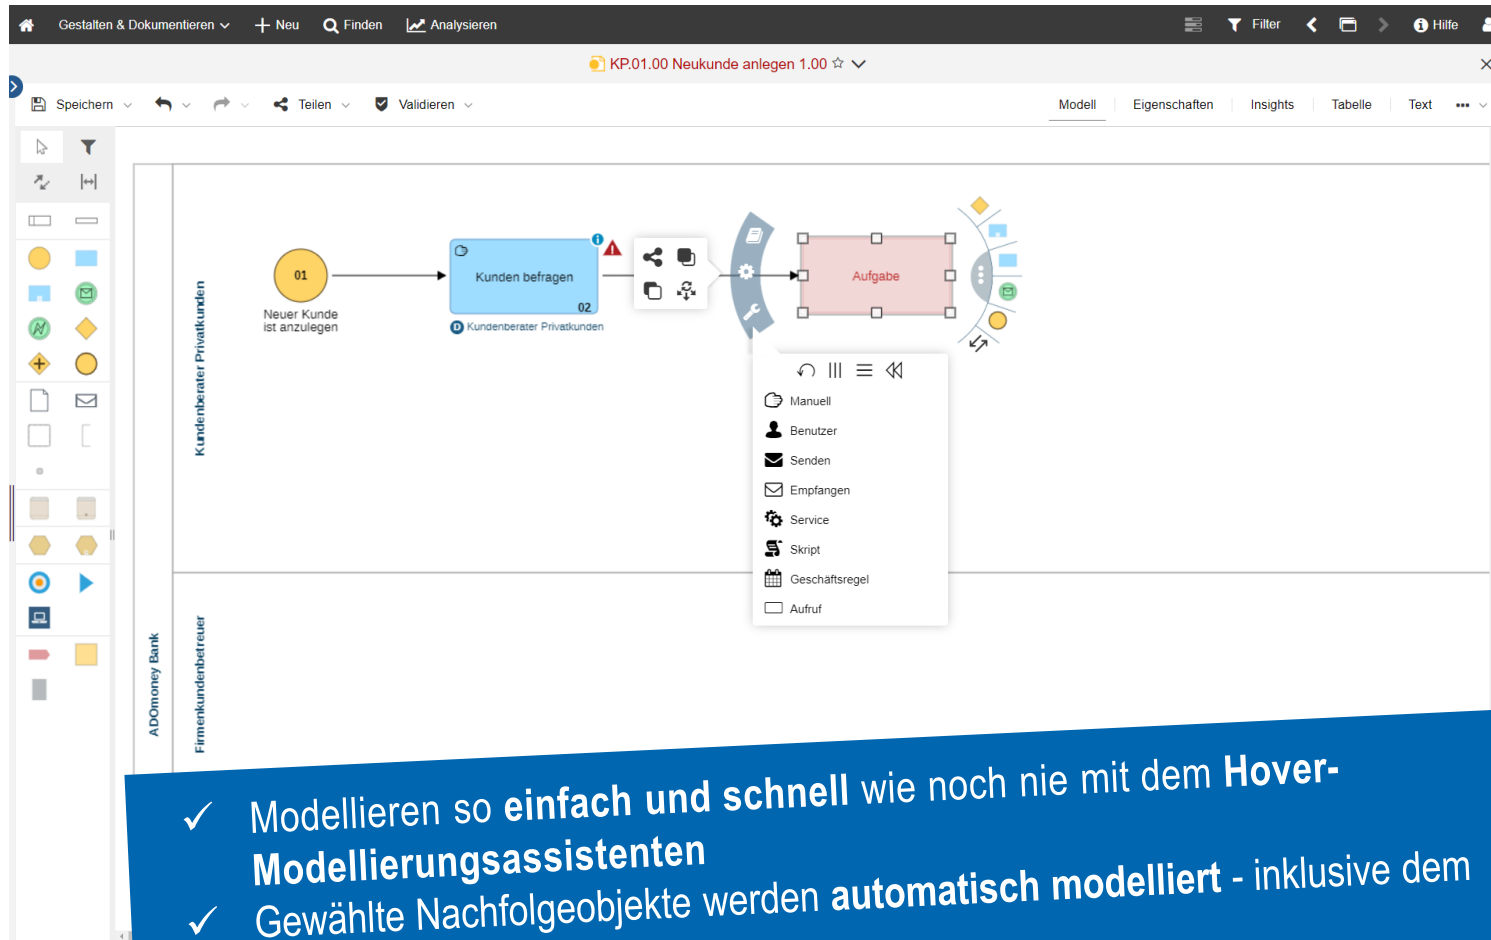 Gestalten & Dokumentieren
Neu
Finden
Analysieren
Filter
Hilfe
KP.01.00 Neukunde anlegen 1.00
Speichern
Teilen
Validieren
Modell
Eigenschaften
Insights
Tabelle
Text
ADOmoney Bank
Kundenberater Privatkunden
01
Neuer Kunde
ist anzulegen
Kunden befragen
02
D Kundenberater Privatkunden
Aufgabe
Manuell
Benutzer
Senden
Empfangen
Service
Skript
Geschäftsregel
Aufruf
Firmenkundenbetreuer
✓ Modellieren so einfach und schnell wie noch nie mit dem Hover-
Modellierungsassistenten
✓ Gewählte Nachfolgeobjekte werden automatisch modelliert - inklusive dem